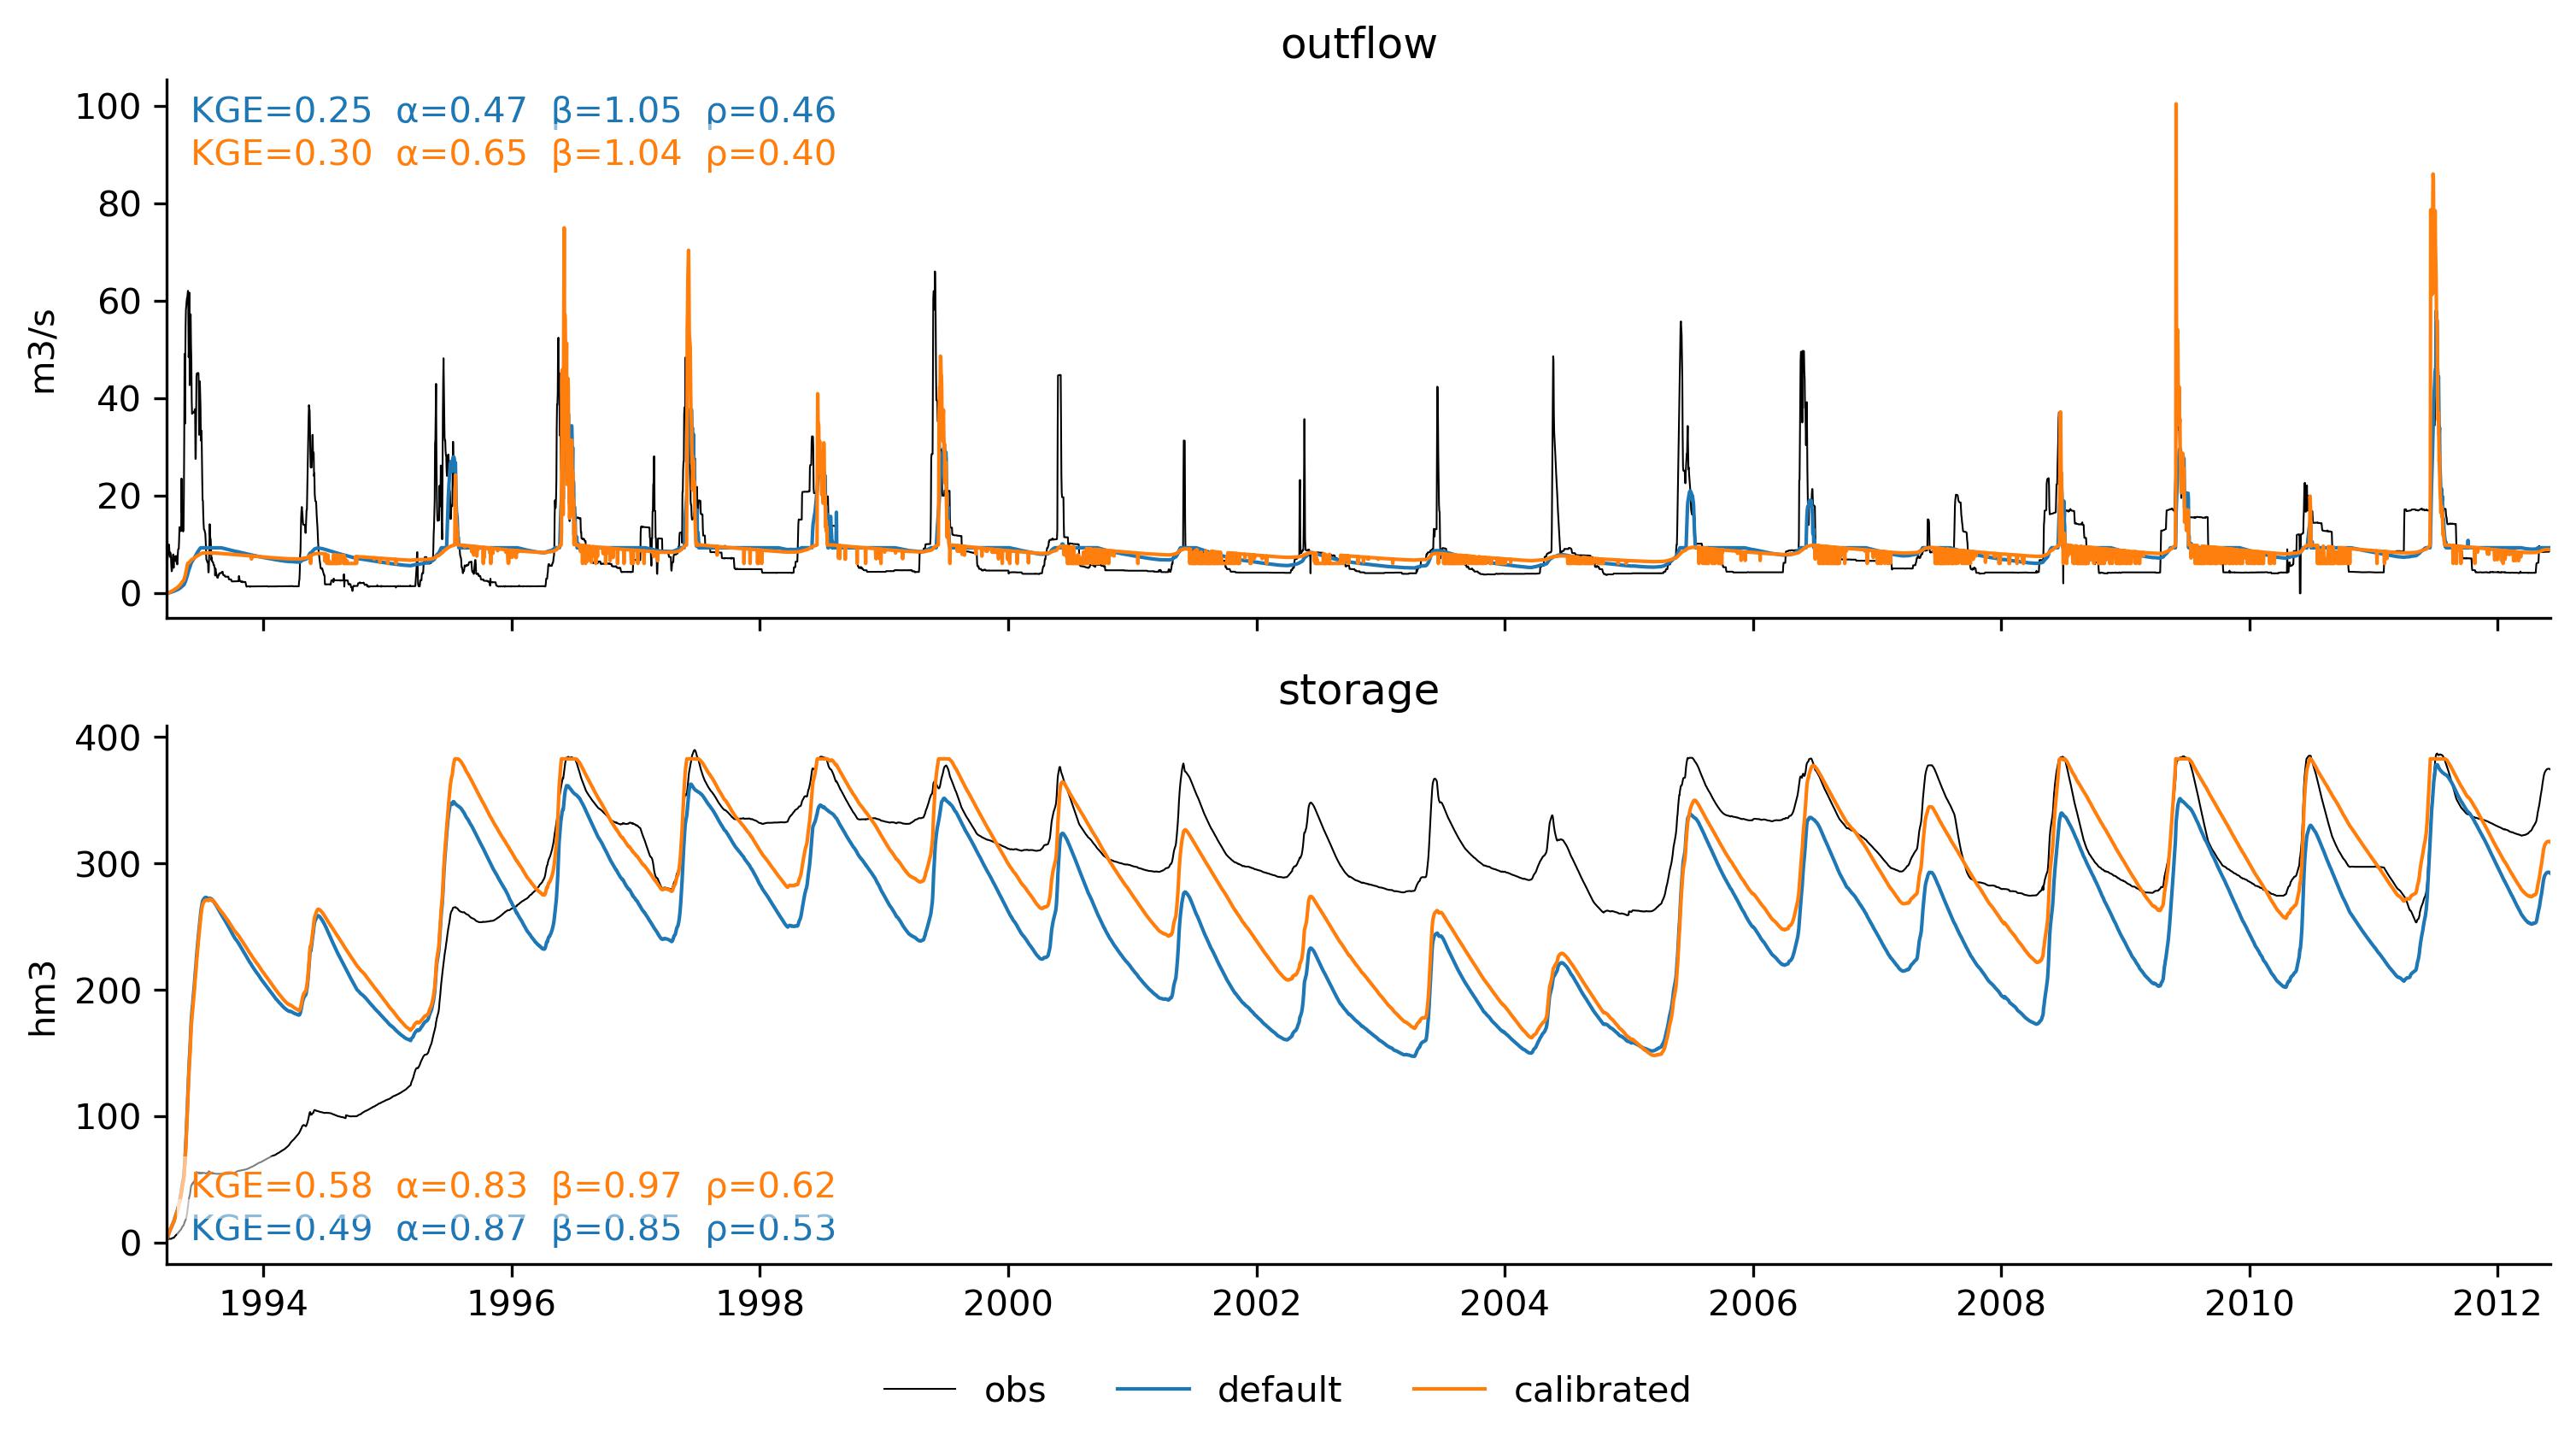 outflow
KGE=0.25 α=0.47 β=1.05 ρ=0.46
KGE=0.30 α=0.65 β=1.04 ρ=0.40
100
80
60
40
20
0
m3/s
storage
400
300
200
100
0
hm3
KGE=0.58 α=0.83 β=0.97 ρ=0.62
KGE=0.49 α=0.87 β=0.85 ρ=0.53
1994 1996 1998 2000 2002 2004 2006 2008 2010 2012
obs default calibrated